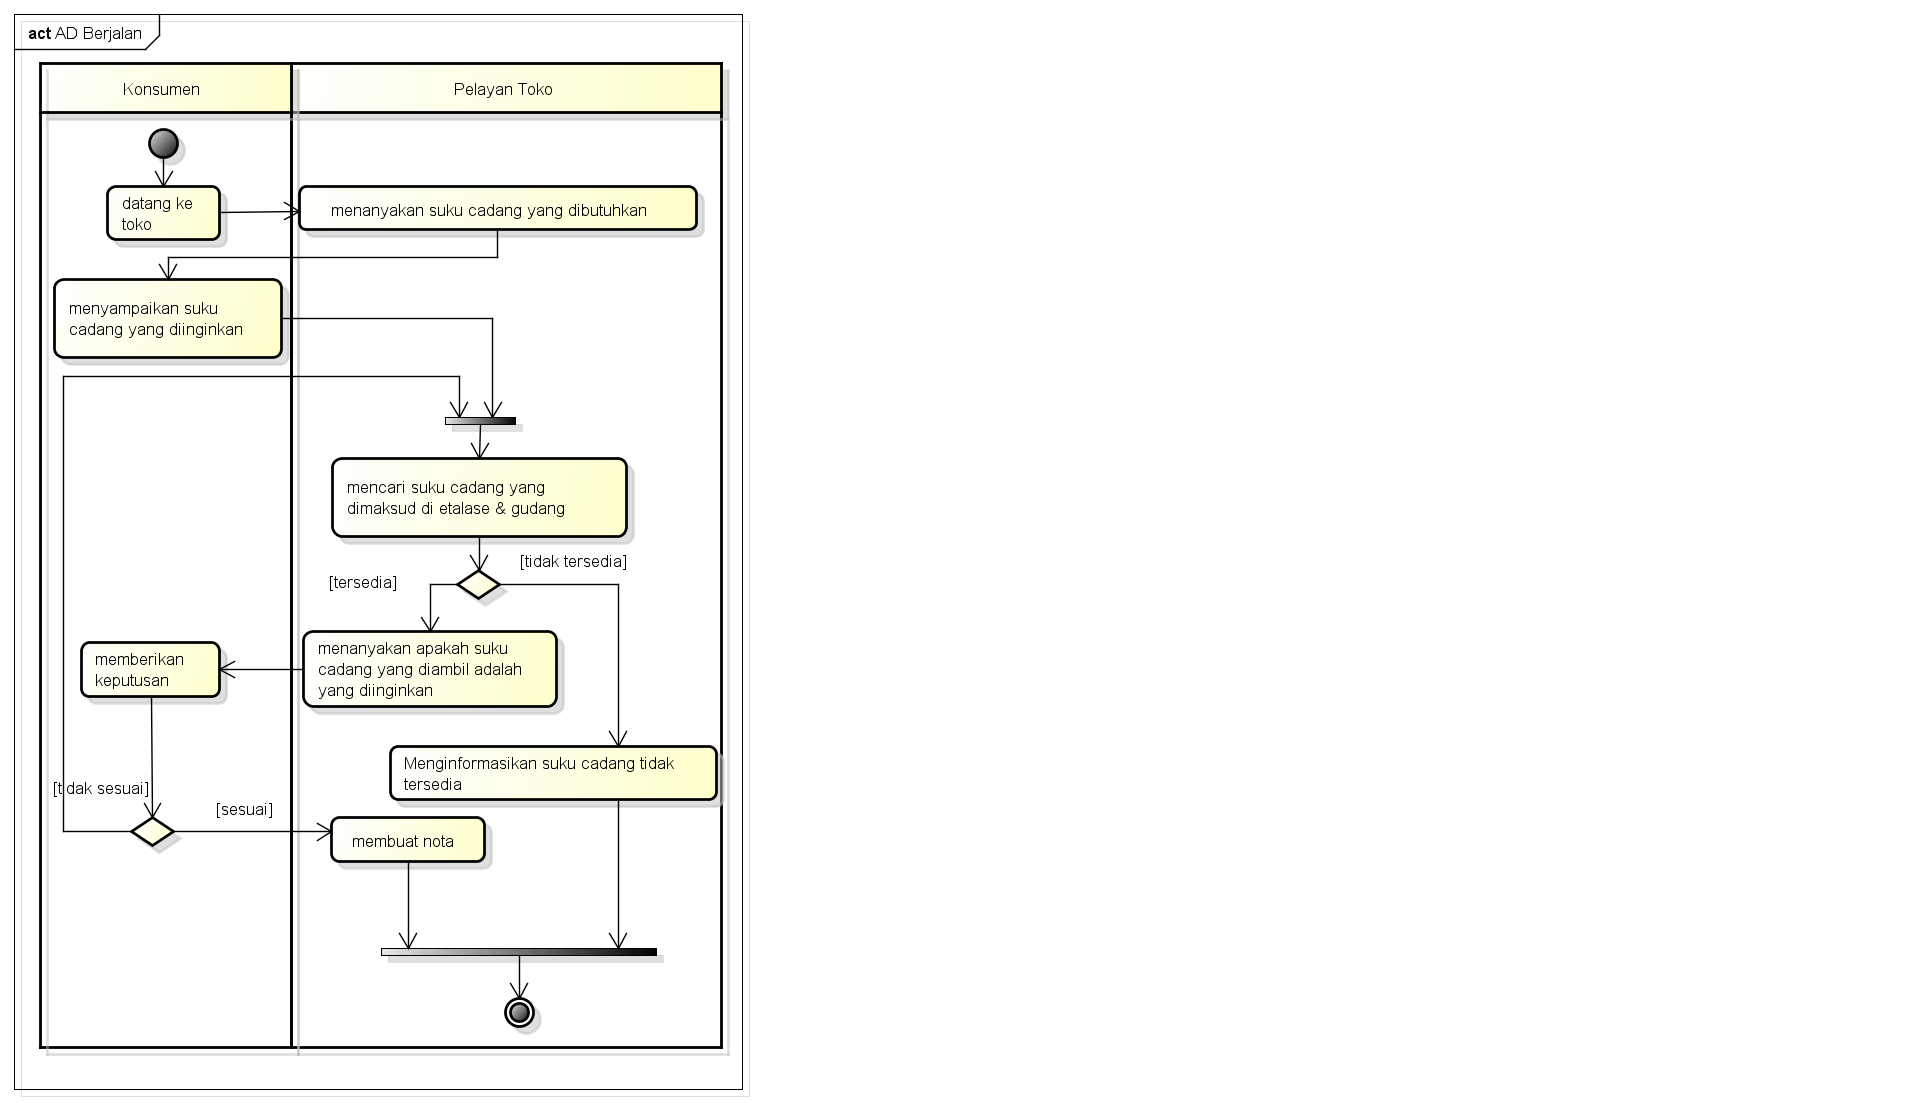 act AD Berjalan
Konsumen
Pelayan Toko
datang ke
toko
menanyakan suku cadang yang dibutuhkan
menyampaikan suku
cadang yang diinginkan
mencari suku cadang yang
dimaksud di etalase & gudang
[tidak tersedia]
[tersedia]
menanyakan apakah suku
cadang yang diambil adalah
yang diinginkan
memberikan
keputusan
Menginformasikan suku cadang tidak
tersedia
[tidak sesuai]
[sesuai]
membuat nota